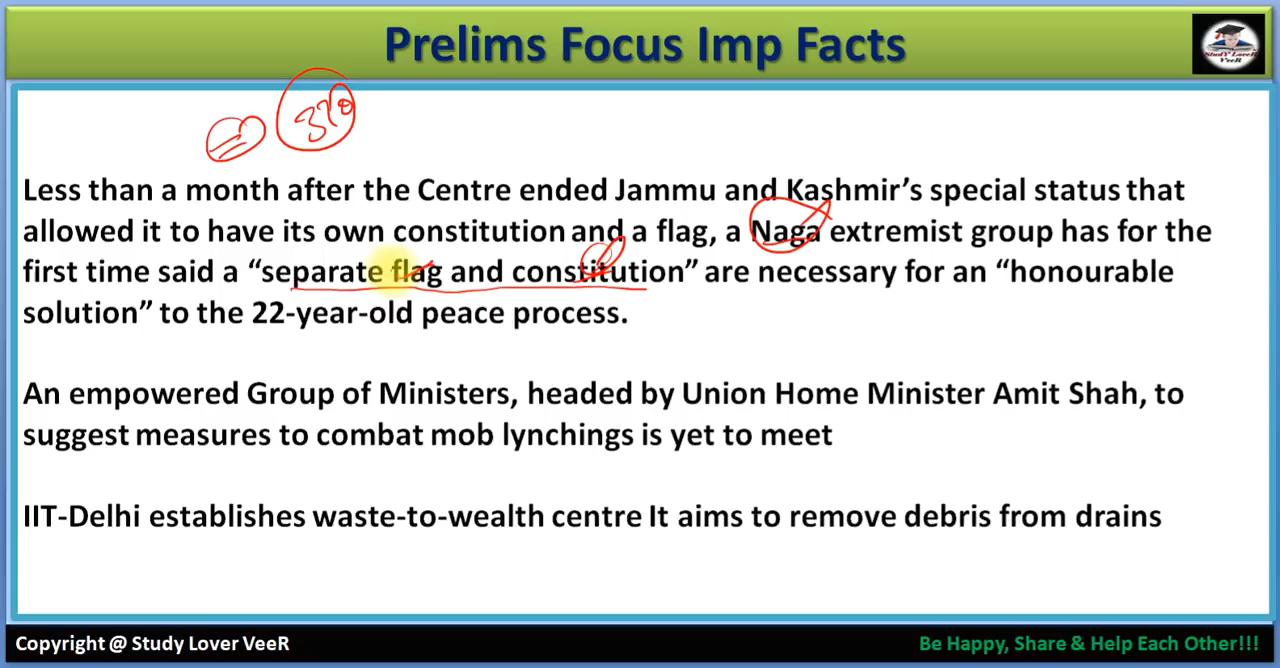 Prelims Focus Imp Facts
StudY LoveR
VeeR
370
Less than a month after the Centre ended Jammu and Kashmir’s special status that
allowed it to have its own constitution and a flag, a Naga extremist group has for the
first time said a “separate flag and constitution” are necessary for an “honourable
solution” to the 22-year-old peace process.
An empowered Group of Ministers, headed by Union Home Minister Amit Shah, to
suggest measures to combat mob lynchings is yet to meet
IIT-Delhi establishes waste-to-wealth centre It aims to remove debris from drains
Copyright @ Study Lover VeeR
Be Happy, Share & Help Each Other!!!